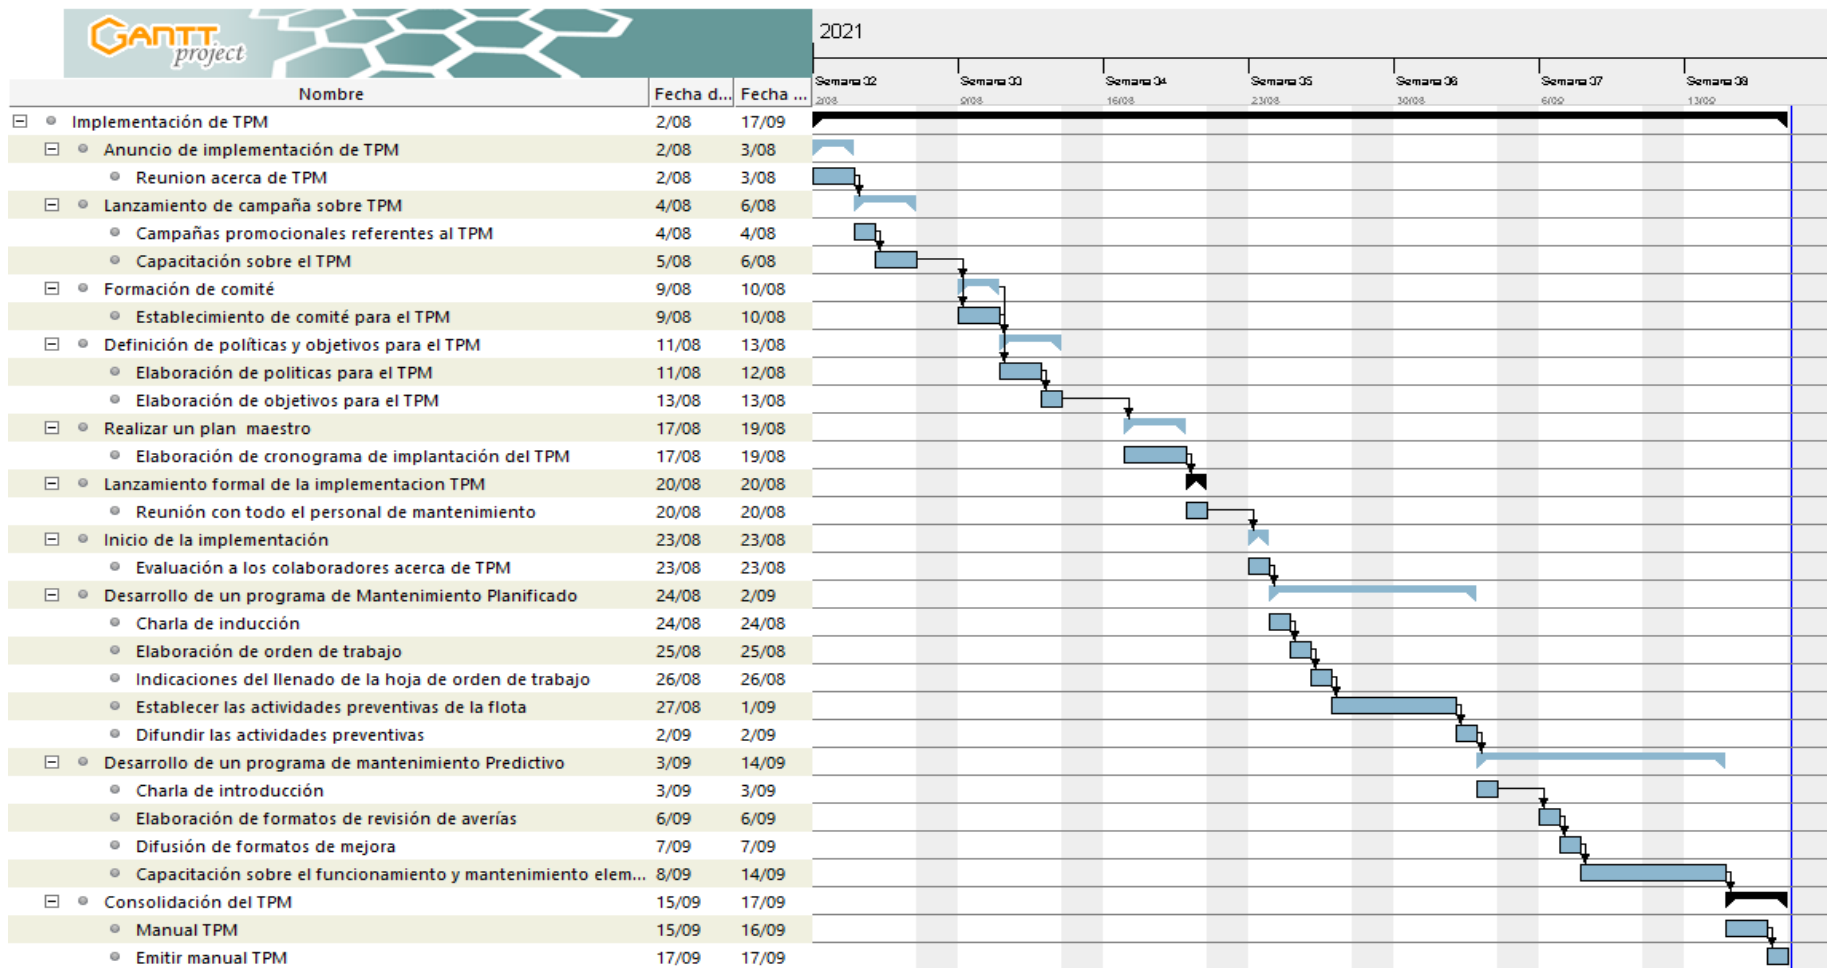 GANTT
project
2021
Semana 32 Semana 33 Semana 34 Semana 35 Semana 36 Semana 37 Semana 38
Nombre Fecha d... Fecha ... 2/08 9/08 16/08 23/08 30/08 6/09 13/09
Implementación de TPM 2/08 17/09
Anuncio de implementación de TPM 2/08 3/08
Reunion acerca de TPM 2/08 3/08
Lanzamiento de campaña sobre TPM 4/08 6/08
Campañas promocionales referentes al TPM 4/08 4/08
Capacitación sobre el TPM 5/08 6/08
Formación de comité 9/08 10/08
Establecimiento de comité para el TPM 9/08 10/08
Definición de políticas y objetivos para el TPM 11/08 13/08
Elaboración de politicas para el TPM 11/08 12/08
Elaboración de objetivos para el TPM 13/08 13/08
Realizar un plan maestro 17/08 19/08
Elaboración de cronograma de implantación del TPM 17/08 19/08
Lanzamiento formal de la implementacion TPM 20/08 20/08
Reunión con todo el personal de mantenimiento 20/08 20/08
Inicio de la implementación 23/08 23/08
Evaluación a los colaboradores acerca de TPM 23/08 23/08
Desarrollo de un programa de Mantenimiento Planificado 24/08 2/09
Charla de inducción 24/08 24/08
Elaboración de orden de trabajo 25/08 25/08
Indicaciones del llenado de la hoja de orden de trabajo 26/08 26/08
Establecer las actividades preventivas de la flota 27/08 1/09
Difundir las actividades preventivas 2/09 2/09
Desarrollo de un programa de mantenimiento Predictivo 3/09 14/09
Charla de introducción 3/09 3/09
Elaboración de formatos de revisión de averías 6/09 6/09
Difusión de formatos de mejora 7/09 7/09
Capacitación sobre el funcionamiento y mantenimiento elem... 8/09 14/09
Consolidación del TPM 15/09 17/09
Manual TPM 15/09 16/09
Emitir manual TPM 17/09 17/09